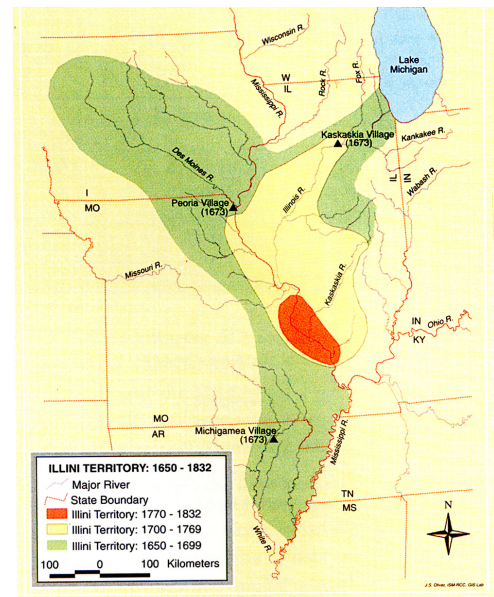 Wisconsin R.
Lake
Michigan
Mississippi R.
Rock R.
Fox R.
W
IL
Kaskaskia Village
(1673)
Kankakee R.
Des Moines R.
Illinois R.
IL
IN
Wabash R.
I
MO
Peoria Village
(1673)
Missouri R.
Kaskaskia R.
IN
Ohio R.
KY
MO
AR
Michigamea Village
(1673)
Mississippi R.
TN
MS
White R.
ILLINI TERRITORY: 1650 - 1832
Major River
State Boundary
Illini Territory: 1770 - 1832
Illini Territory: 1700 - 1769
Illini Territory: 1650 - 1699
100 0 100 Kilometers
N
J.S. Oliver, ISM-RCC, GIS Lab